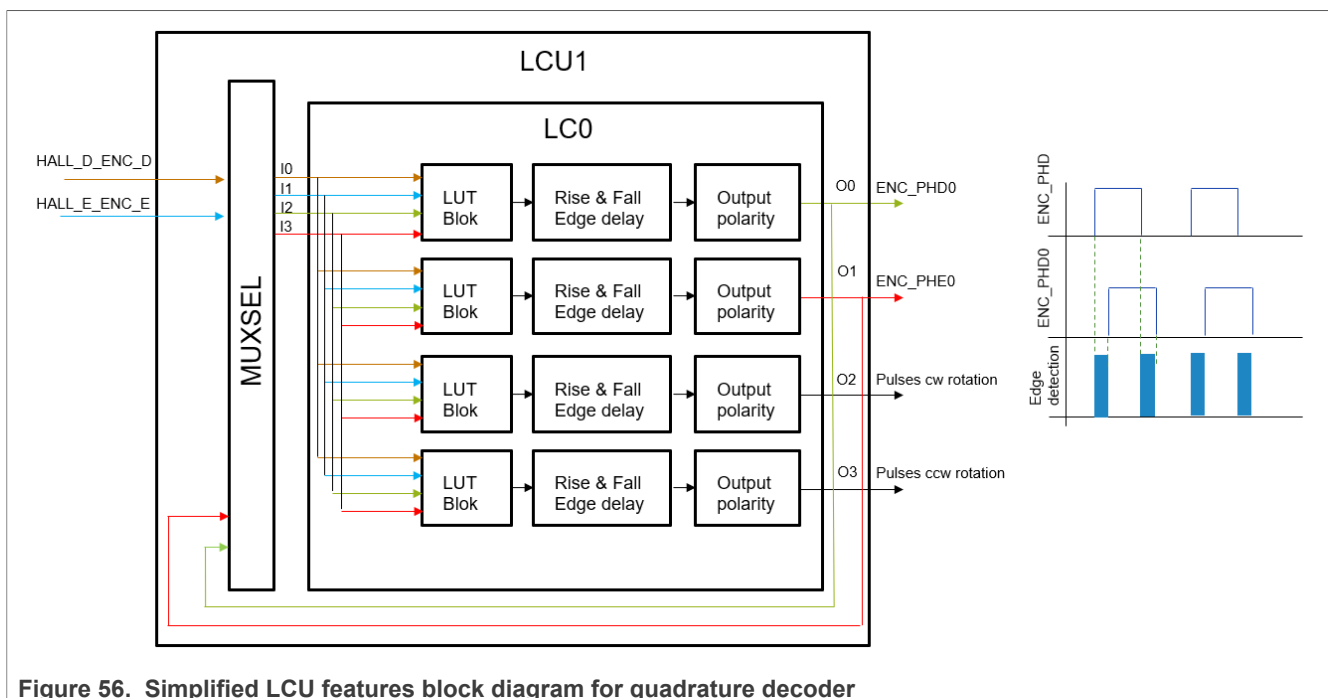 LCU1
LC0
MUXSEL
HALL_D_ENC_D
HALL_E_ENC_E
I0
I1
I2
I3
LUT
Blok
Rise & Fall
Edge delay
Output
polarity
O0
ENC_PHD0
LUT
Blok
Rise & Fall
Edge delay
Output
polarity
O1
ENC_PHE0
LUT
Blok
Rise & Fall
Edge delay
Output
polarity
O2
Pulses cw rotation
LUT
Blok
Rise & Fall
Edge delay
Output
polarity
O3
Pulses ccw rotation
ENC_PHD
ENC_PHD0
Edge
detection
Figure 56. Simplified LCU features block diagram for quadrature decoder